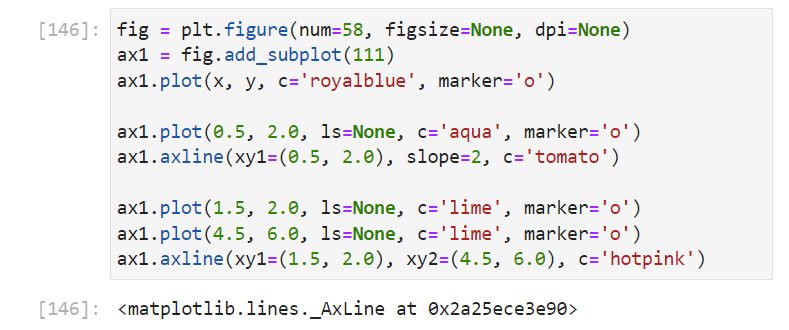 [146]: fig = plt.figure(num=58, figsize=None, dpi=None)
ax1 = fig.add_subplot(111)
ax1.plot(x, y, c='royalblue', marker='o')
ax1.plot(0.5, 2.0, ls=None, c='aqua', marker='o')
ax1.axline(xy1=(0.5, 2.0), slope=2, c='tomato')
ax1.plot(1.5, 2.0, ls=None, c='lime', marker='o')
ax1.plot(4.5, 6.0, ls=None, c='lime', marker='o')
ax1.axline(xy1=(1.5, 2.0), xy2=(4.5, 6.0), c='hotpink')
[146]: <matplotlib.lines._AxLine at 0x2a25ece3e90>